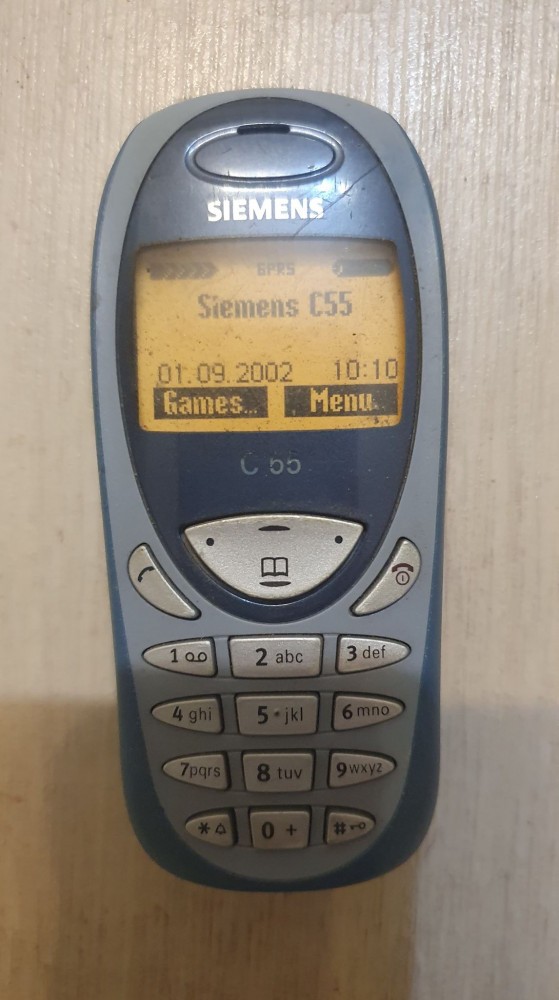 SIEMENS
GPRS
Siemens C55
01.09.2002 10:10
Games... Menu
C 55
1 2 abc 3 def
4 ghi 5 jkl 6 mno
7pqrs 8 tuv 9wxyz
* 0 + #